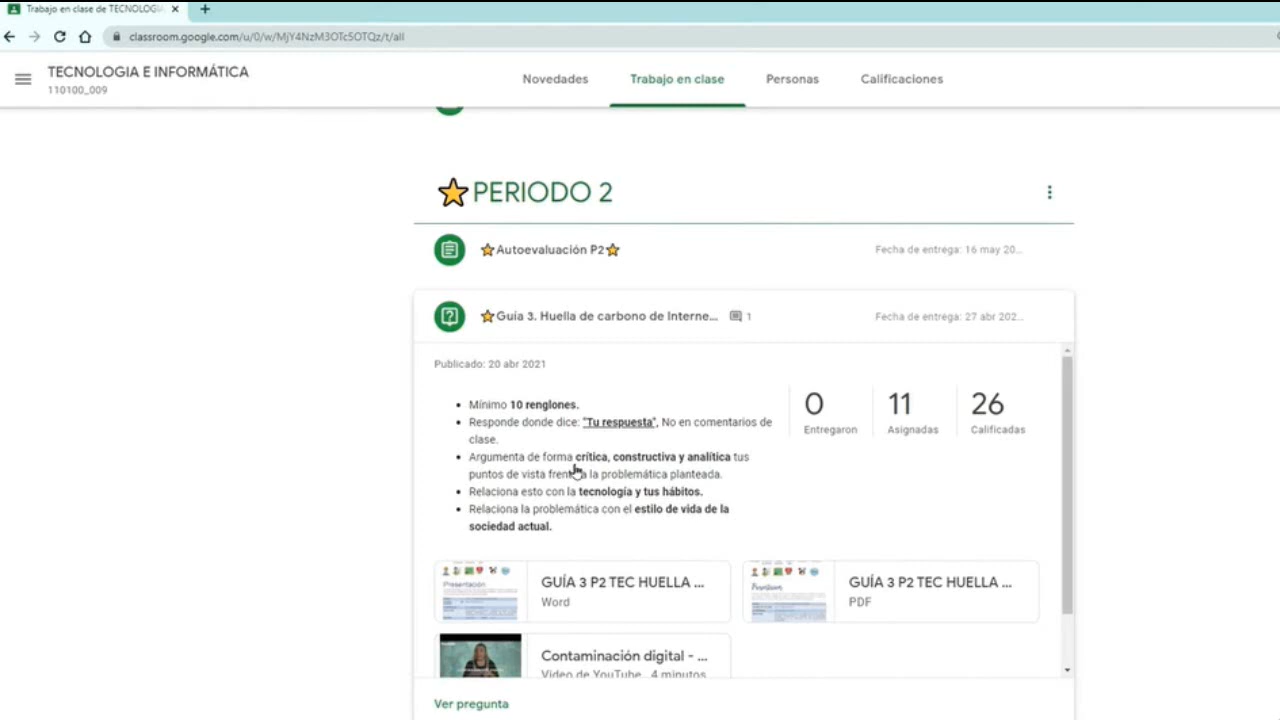 Trabajo en clase de TECNOLOGIA
classroom.google.com/u/0/w/MjY4NzM3OTc5OTQz/t/all
TECNOLOGIA E INFORMÁTICA
110100_009
Novedades
Trabajo en clase
Personas
Calificaciones
PERIODO 2
Autoevaluación P2
Fecha de entrega: 16 may 20...
Guía 3. Huella de carbono de Interne...
1
Fecha de entrega: 27 abr 202...
Publicado: 20 abr 2021
Mínimo 10 renglones.
Responde donde dice: "Tu respuesta", No en comentarios de
clase.
Argumenta de forma crítica, constructiva y analítica tus
puntos de vista frente a la problemática planteada.
Relaciona esto con la tecnología y tus hábitos.
Relaciona la problemática con el estilo de vida de la
sociedad actual.
0
Entregaron
11
Asignadas
26
Calificadas
GUÍA 3 P2 TEC HUELLA ...
Word
Presentación
GUÍA 3 P2 TEC HUELLA ...
PDF
Contaminación digital - ...
Video de YouTube 4 minutos
Ver pregunta